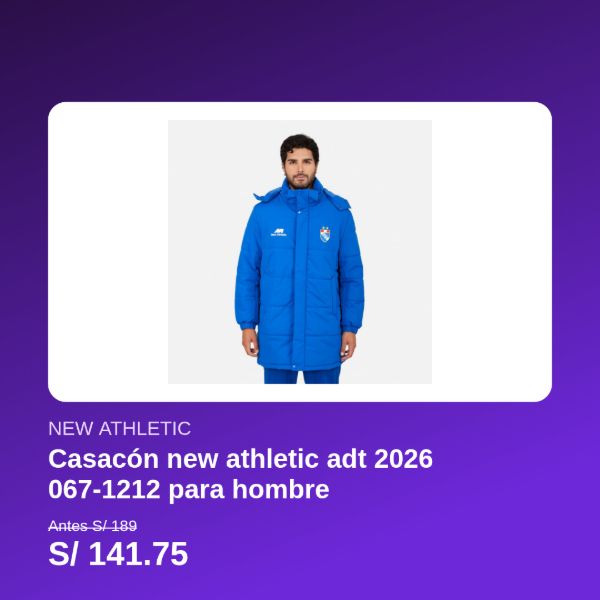 NEW ATHLETIC
Casacón new athletic adt 2026
067-1212 para hombre
Antes S/ 189
S/ 141.75